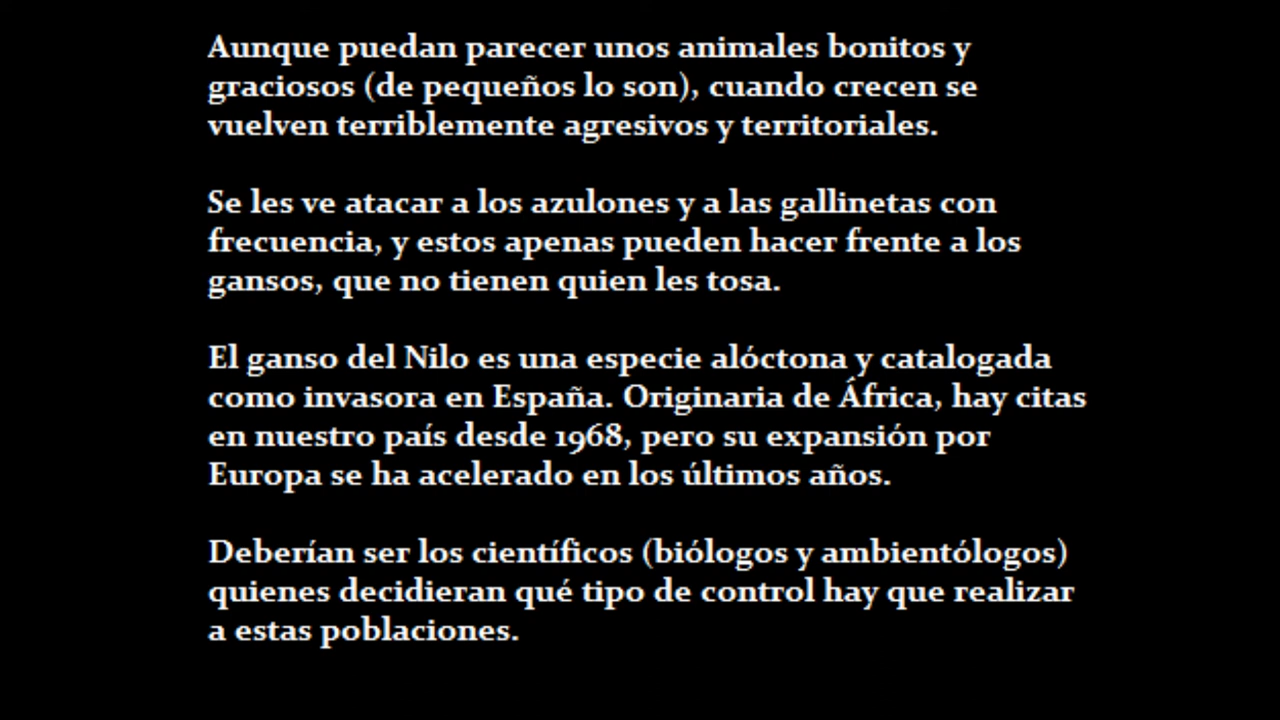 Aunque puedan parecer unos animales bonitos y
graciosos (de pequeños lo son), cuando crecen se
vuelven terriblemente agresivos y territoriales.
Se les ve atacar a los azulones y a las gallinetas con
frecuencia, y estos apenas pueden hacer frente a los
gansos, que no tienen quien les tosa.
El ganso del Nilo es una especie alóctona y catalogada
como invasora en España. Originaria de África, hay citas
en nuestro país desde 1968, pero su expansión por
Europa se ha acelerado en los últimos años.
Deberían ser los científicos (biólogos y ambientólogos)
quienes decidieran qué tipo de control hay que realizar
a estas poblaciones.